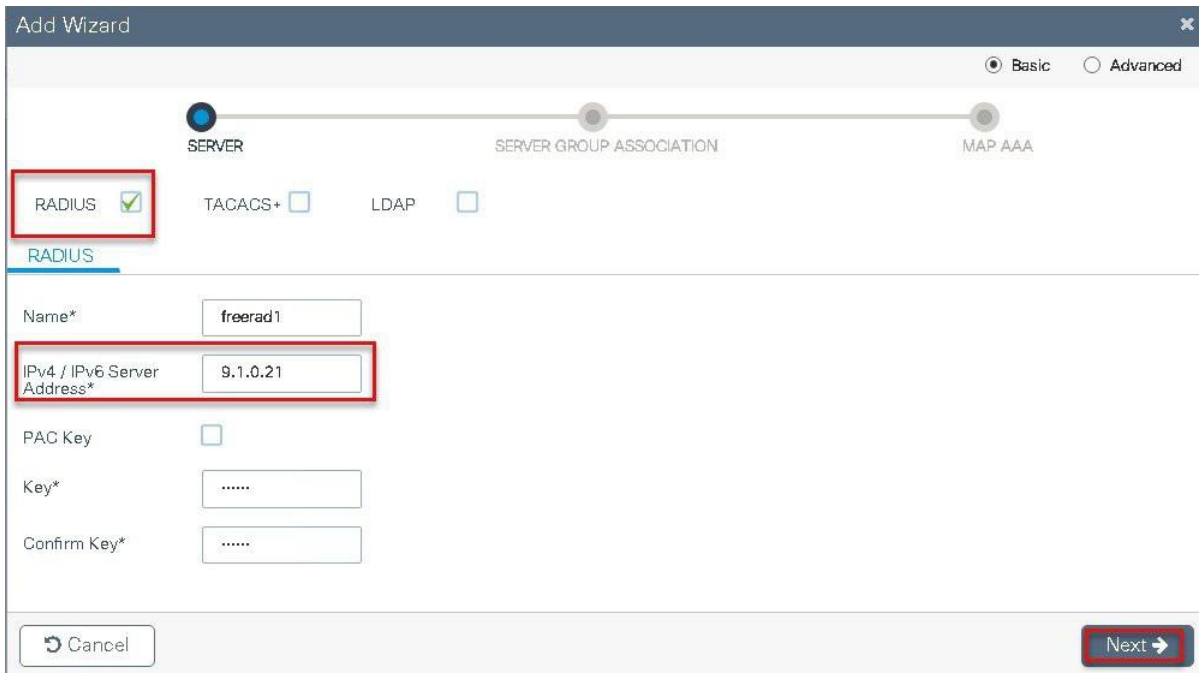 Add Wizard
Basic Advanced
SERVER SERVER GROUP ASSOCIATION MAP AAA
RADIUS TACACS+ LDAP
RADIUS
Name* freerad1
IPv4 / IPv6 Server
Address*
9.1.0.21
PAC Key
Key* ······
Confirm Key* ······
Cancel Next